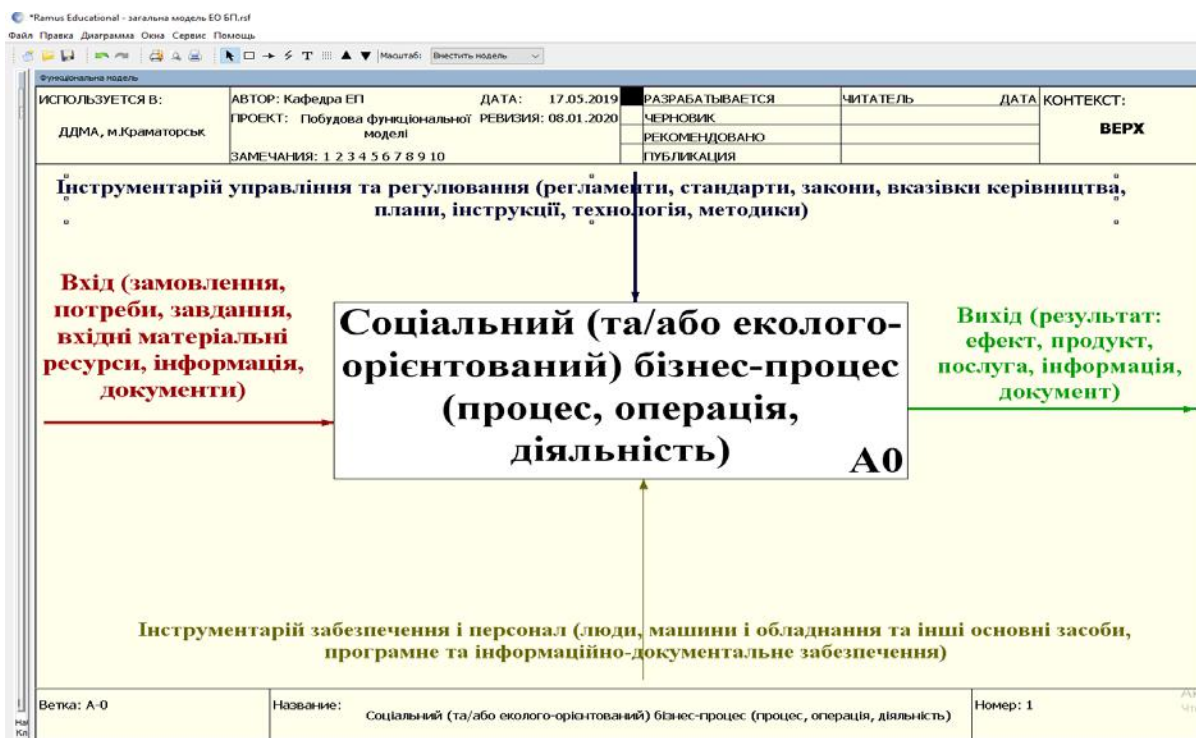 *Ramus Educational - загальна модель ЕО БП.rsf
Файл Правка Диаграмма Окна Сервис Помощь
Масштаб: Вместить модель
Функціональна модель
ИСПОЛЬЗУЕТСЯ В: АВТОР: Кафедра ЕП ДАТА: 17.05.2019 РАЗРАБАТЫВАЕТСЯ ЧИТАТЕЛЬ ДАТА КОНТЕКСТ:
ДДМА, м.Краматорськ ПРОЕКТ: Побудова функціональної РЕВИЗИЯ: 08.01.2020 ЧЕРНОВИК ВЕРХ
моделі РЕКОМЕНДОВАНО
ЗАМЕЧАНИЯ: 1 2 3 4 5 6 7 8 9 10 ПУБЛИКАЦИЯ
Інструментарій управління та регулювання (регламенти, стандарти, закони, вказівки керівництва,
плани, інструкції, технологія, методики)
Вхід (замовлення,
потреби, завдання,
вхідні матеріальні
ресурси, інформація,
документи)
Соціальний (та/або еколого-
орієнтований) бізнес-процес
(процес, операція,
діяльність)
A0
Вихід (результат:
ефект, продукт,
послуга, інформація,
документ)
Інструментарій забезпечення і персонал (люди, машини і обладнання та інші основні засоби,
програмне та інформаційно-документальне забезпечення)
Ветка: A-0 Название: Номер: 1
Соціальний (та/або еколого-орієнтований) бізнес-процес (процес, операція, діяльність)